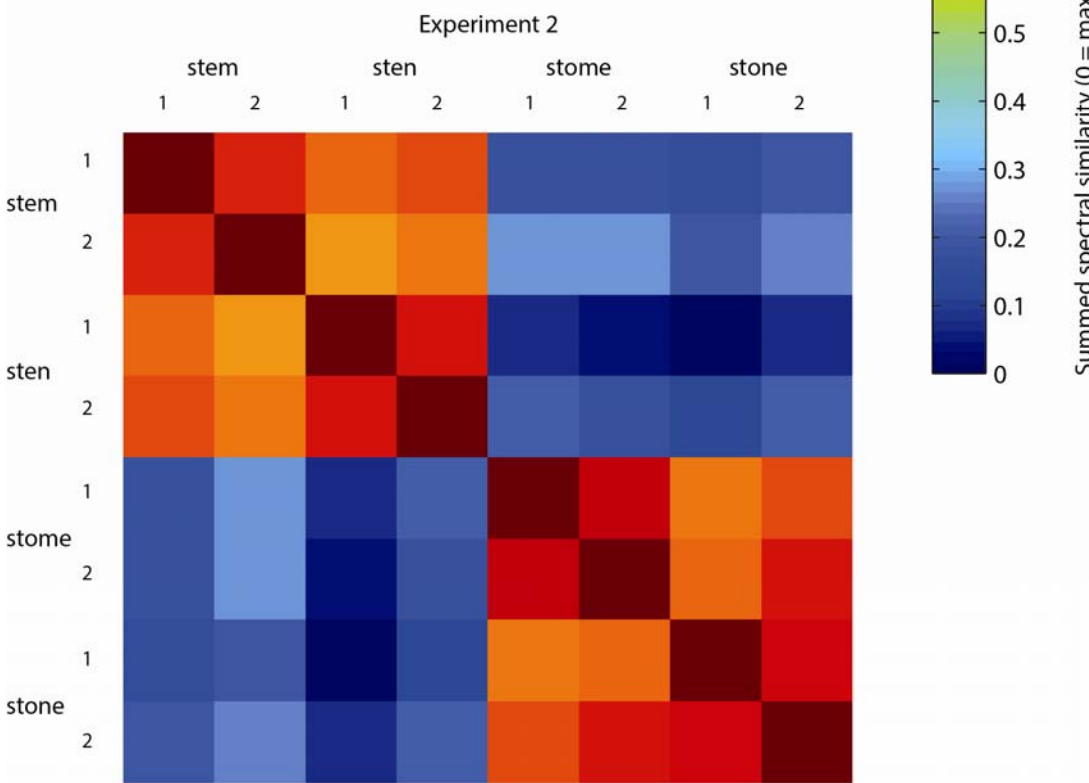 Experiment 2
stem sten stome stone
1 2 1 2 1 2 1 2
1
stem
2
1
sten
2
1
stome
2
1
stone
2
0.5
0.4
0.3
0.2
0.1
0
Summed spectral similarity (0 = max